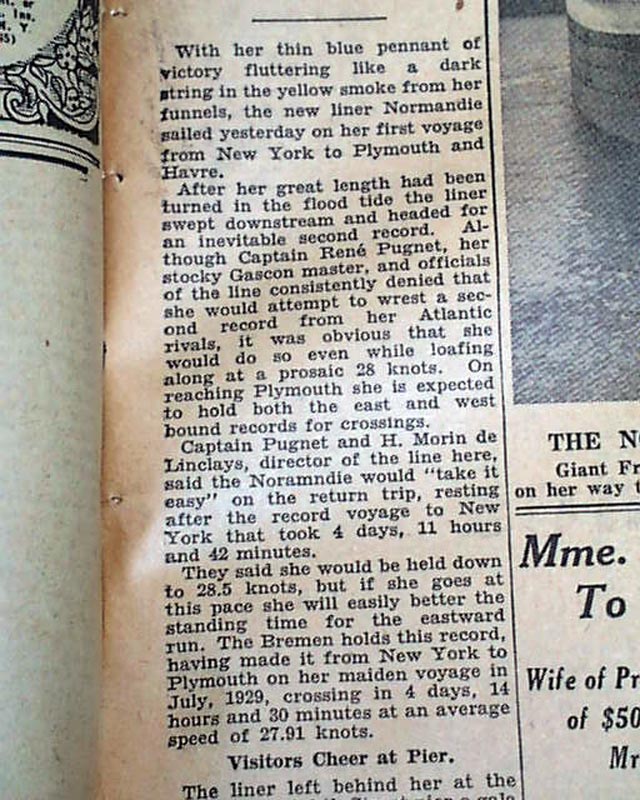 Inc.
N. Y.
With her thin blue pennant of
victory fluttering like a dark
string in the yellow smoke from her
funnels, the new liner Normandie
sailed yesterday on her first voyage
from New York to Plymouth and
Havre.
After her great length had been
turned in the flood tide the liner
swept downstream and headed for
an inevitable second record. Al-
though Captain René Pugnet, her
stocky Gascon master, and officials
of the line consistently denied that
she would attempt to wrest a sec-
ond record from her Atlantic
rivals, it was obvious that she
would do so even while loafing
along at a prosaic 28 knots. On
reaching Plymouth she is expected
to hold both the east and west
bound records for crossings.
Captain Pugnet and H. Morin de
Linclays, director of the line here,
said the Noramndie would "take it
easy" on the return trip, resting
after the record voyage to New
York that took 4 days, 11 hours
and 42 minutes.
They said she would be held down
to 28.5 knots, but if she goes at
this pace she will easily better the
standing time for the eastward
run. The Bremen holds this record,
having made it from New York to
Plymouth on her maiden voyage in
July, 1929, crossing in 4 days, 14
hours and 30 minutes at an average
speed of 27.91 knots.
Visitors Cheer at Pier.
The liner left behind her at the
THE NO
Giant Fr
on her way t
Mme.
To
Wife of Pr
of $50
Mr